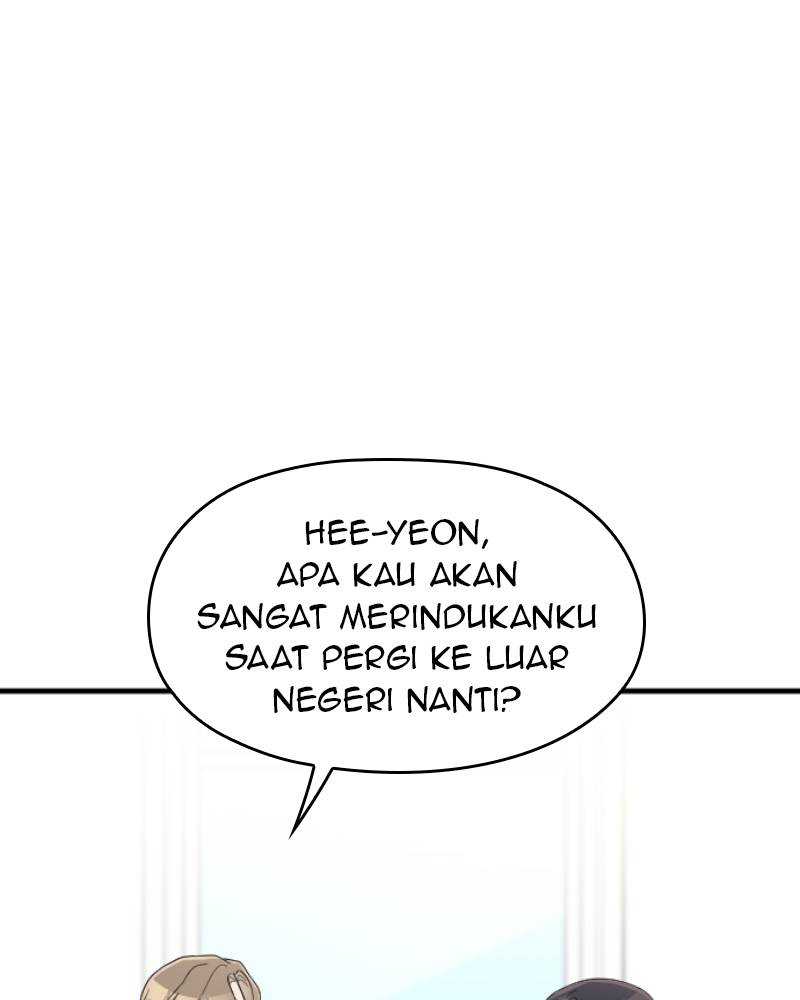 HEE-YEON,
APA KAU AKAN
SANGAT MERINDUKANKU
SAAT PERGI KE LUAR
NEGERI NANTI?